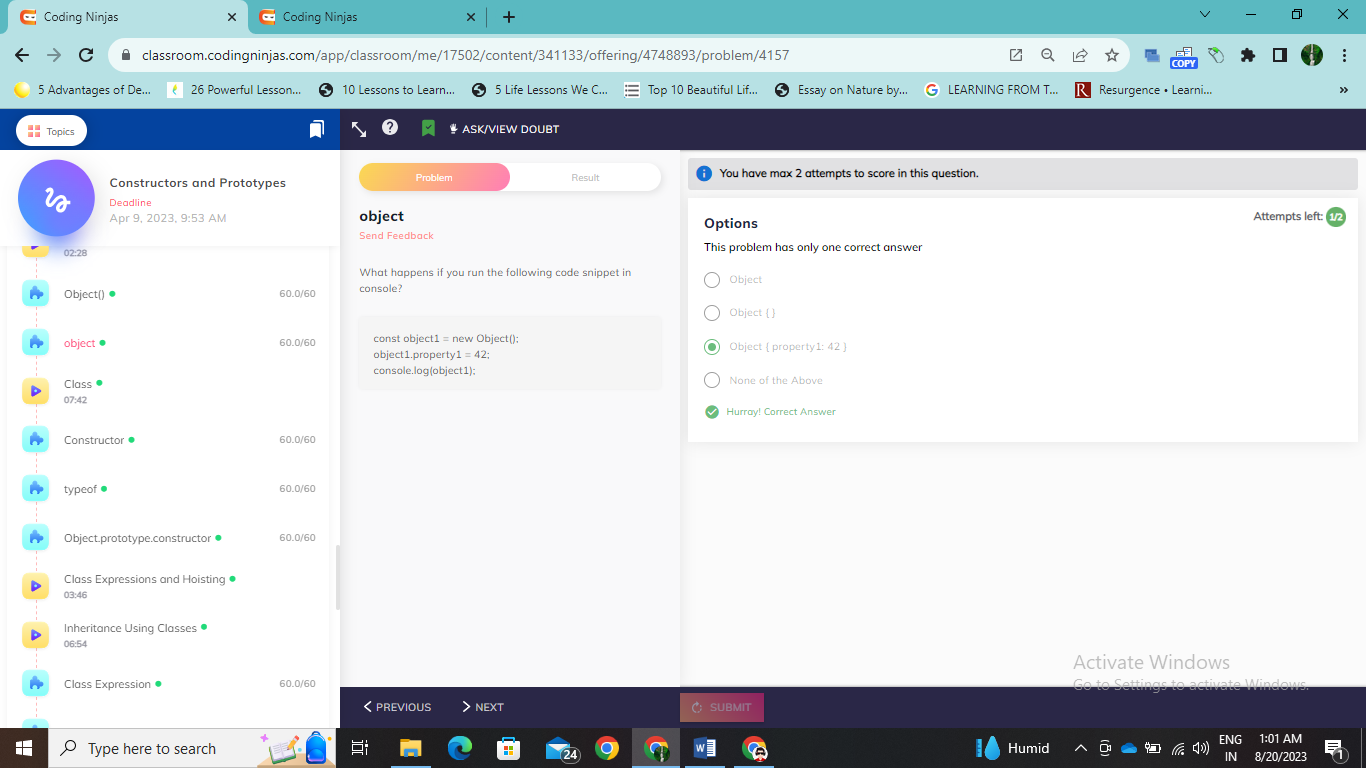 Coding Ninjas
Coding Ninjas
classroom.codingninjas.com/app/classroom/me/17502/content/341133/offering/4748893/problem/4157
COPY
5 Advantages of De...
26 Powerful Lesson...
10 Lessons to Learn...
5 Life Lessons We C...
Top 10 Beautiful Lif...
Essay on Nature by...
LEARNING FROM T...
Resurgence • Learni...
»
Topics
ASK/VIEW DOUBT
Constructors and Prototypes
Deadline
Apr 9, 2023, 9:53 AM
02:28
Object() 60.0/60
object 60.0/60
Class
07:42
Constructor 60.0/60
typeof 60.0/60
Object.prototype.constructor 60.0/60
Class Expressions and Hoisting
03:46
Inheritance Using Classes
06:54
Class Expression 60.0/60
Problem
Result
object
Send Feedback
What happens if you run the following code snippet in
console?
const object1 = new Object();
object1.property1 = 42;
console.log(object1);
PREVIOUS
NEXT
You have max 2 attempts to score in this question.
Options
Attempts left: 1/2
This problem has only one correct answer
Object
Object { }
Object { property1: 42 }
None of the Above
Hurray! Correct Answer
Activate Windows
Go to Settings to activate Windows.
SUBMIT
Type here to search
24
Humid
ENG
IN
1:01 AM
8/20/2023
1